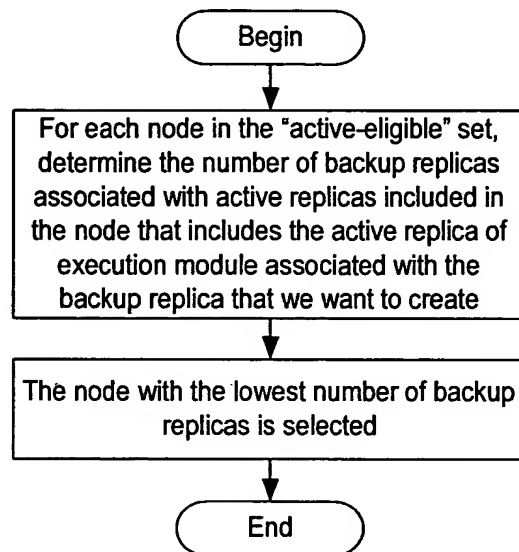 Begin
For each node in the "active-eligible" set,
determine the number of backup replicas
associated with active replicas included in
the node that includes the active replica of
execution module associated with the
backup replica that we want to create
The node with the lowest number of backup
replicas is selected
End